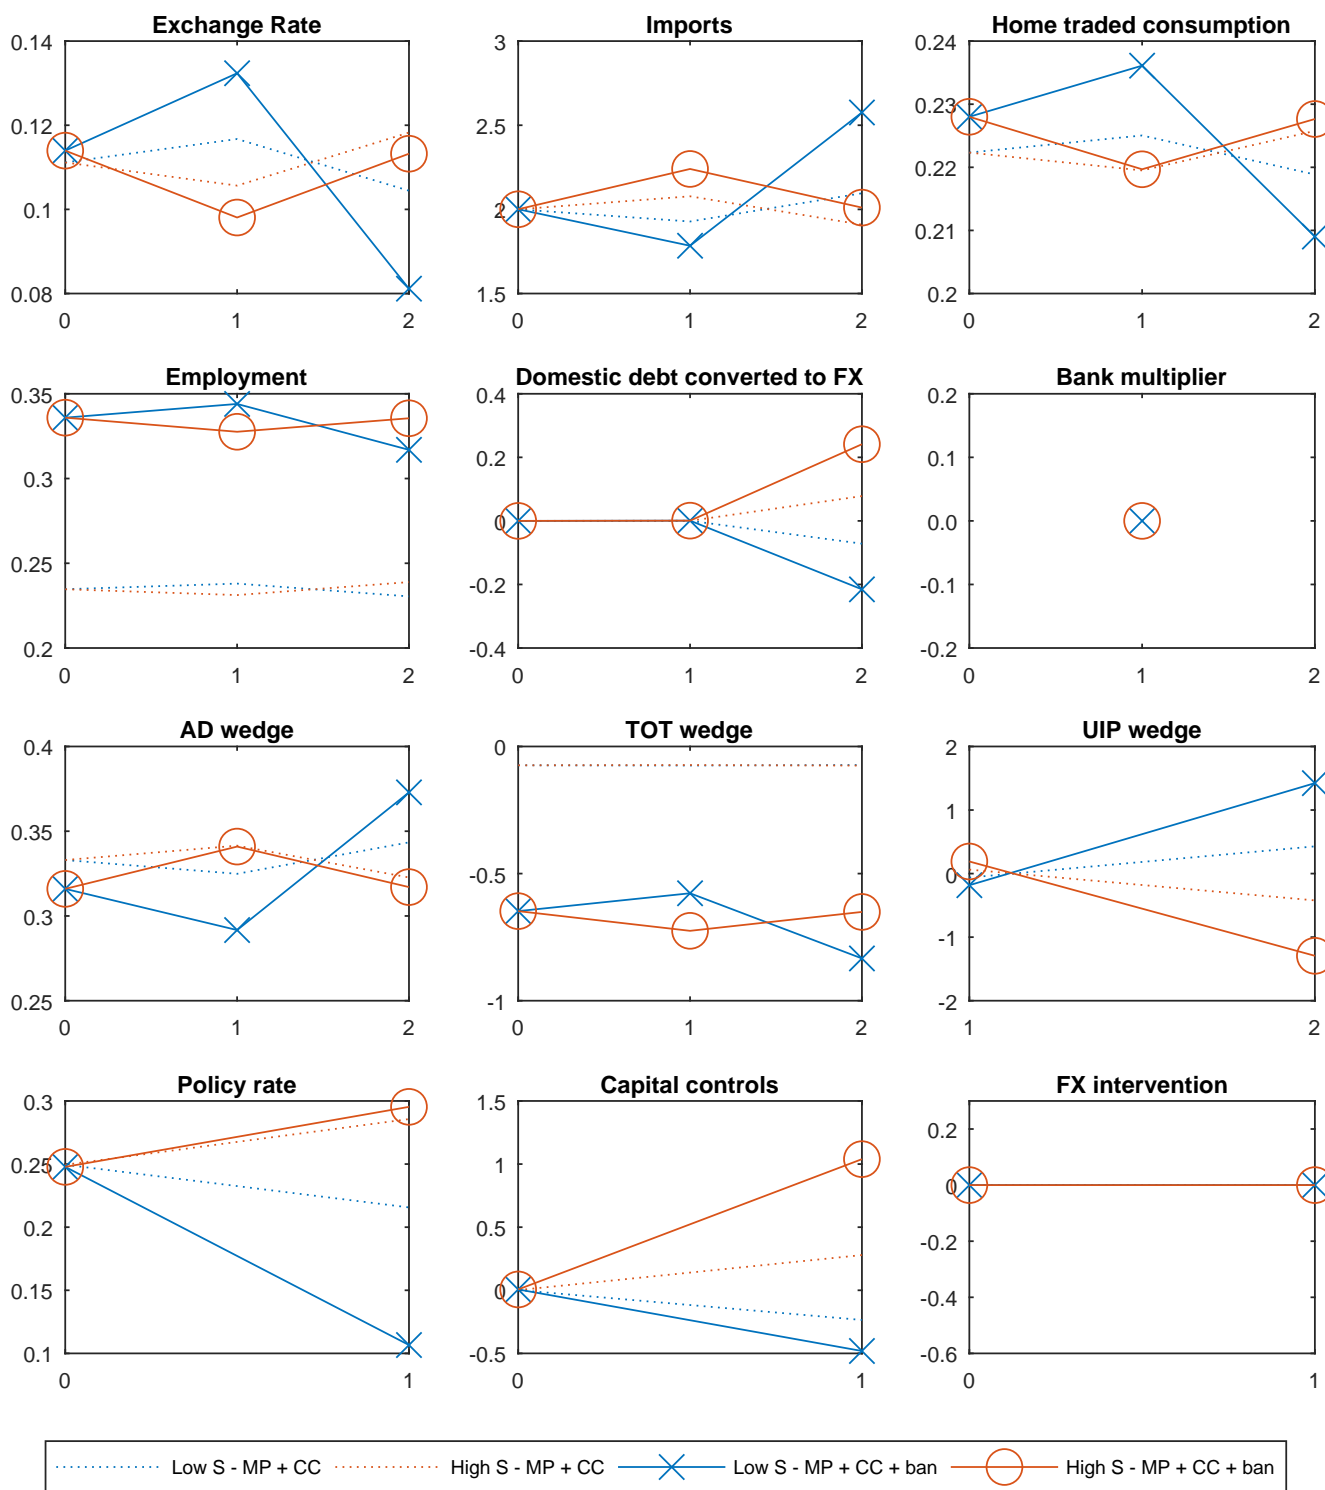 Exchange Rate
0.14
0.12
0.1
0.08
0 1 2
Imports
3
2.5
2
1.5
0 1 2
Home traded consumption
0.24
0.23
0.22
0.21
0.2
0 1 2
Employment
0.35
0.3
0.25
0.2
0 1 2
Domestic debt converted to FX
0.4
0.2
0
-0.2
-0.4
0 1 2
Bank multiplier
0.2
0.1
0.0
-0.1
-0.2
0 1 2
AD wedge
0.4
0.35
0.3
0.25
0 1 2
TOT wedge
0
-0.5
-1
0 1 2
UIP wedge
2
1
0
-1
-2
1 2
Policy rate
0.3
0.25
0.2
0.15
0.1
0 1
Capital controls
1.5
1
0.5
0
-0.5
0 1
FX intervention
0.2
0
-0.2
-0.4
-0.6
0 1
Low S - MP + CC High S - MP + CC Low S - MP + CC + ban High S - MP + CC + ban